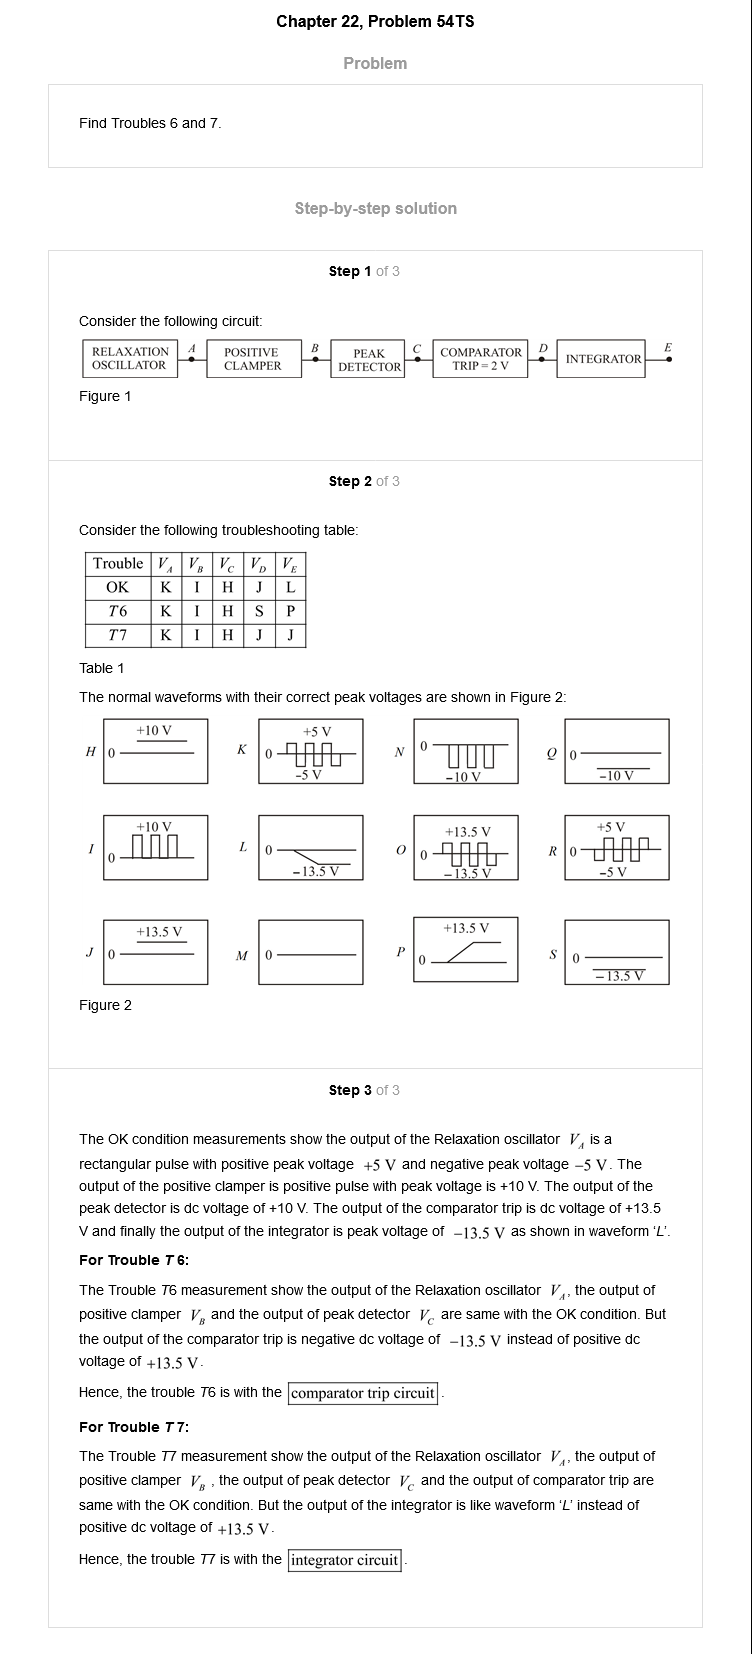 Chapter 22, Problem 54TS
Problem
Find Troubles 6 and 7.
Step-by-step solution
Step 1 of 3
Consider the following circuit:
RELAXATION OSCILLATOR A POSITIVE CLAMPER B PEAK DETECTOR C COMPARATOR TRIP = 2 V D INTEGRATOR E
Figure 1
Step 2 of 3
Consider the following troubleshooting table:
Trouble V_A V_B V_C V_D V_E
OK K I H J L
T6 K I H S P
T7 K I H J J
Table 1
The normal waveforms with their correct peak voltages are shown in Figure 2:
H 0 +10 V
K 0 +5 V -5 V
N 0 -10 V
Q 0 -10 V
I 0 +10 V
L 0 -13.5 V
O 0 +13.5 V -13.5 V
R 0 +5 V -5 V
J 0 +13.5 V
M 0
P 0 +13.5 V
S 0 -13.5 V
Figure 2
Step 3 of 3
The OK condition measurements show the output of the Relaxation oscillator V_A is a
rectangular pulse with positive peak voltage +5 V and negative peak voltage −5 V. The
output of the positive clamper is positive pulse with peak voltage is +10 V. The output of the
peak detector is dc voltage of +10 V. The output of the comparator trip is dc voltage of +13.5
V and finally the output of the integrator is peak voltage of −13.5 V as shown in waveform 'L'.
For Trouble T 6:
The Trouble T6 measurement show the output of the Relaxation oscillator V_A, the output of
positive clamper V_B and the output of peak detector V_C are same with the OK condition. But
the output of the comparator trip is negative dc voltage of −13.5 V instead of positive dc
voltage of +13.5 V.
Hence, the trouble T6 is with the comparator trip circuit.
For Trouble T 7:
The Trouble T7 measurement show the output of the Relaxation oscillator V_A, the output of
positive clamper V_B , the output of peak detector V_C and the output of comparator trip are
same with the OK condition. But the output of the integrator is like waveform 'L' instead of
positive dc voltage of +13.5 V.
Hence, the trouble T7 is with the integrator circuit.